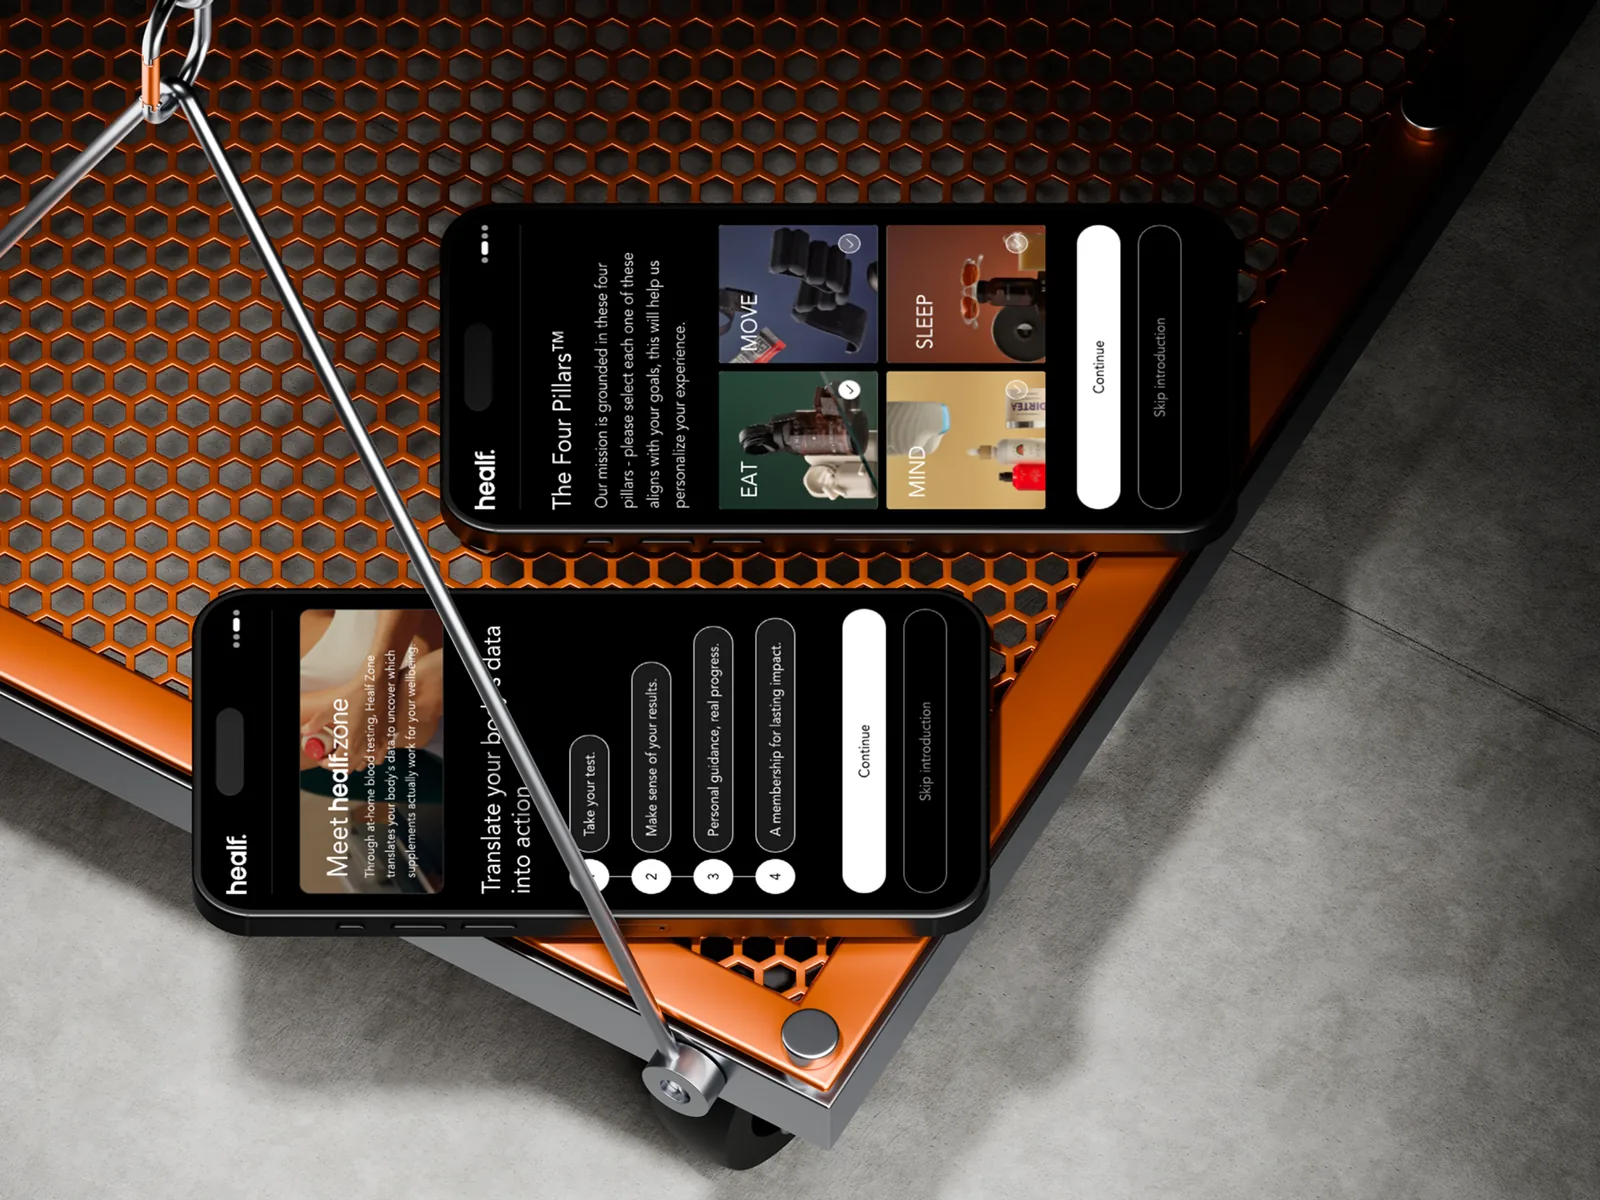 healf.
The Four Pillars™
Our mission is grounded in these four
pillars - please select each one of these
aligns with your goals, this will help us
personalize your experience.
EAT
MOVE
MIND
SLEEP
DIRTEA
Continue
Skip introduction
healf.
Meet healf.zone
Through at-home blood testing, Healf Zone
translates your body's data to uncover which
supplements actually work for your wellbeing.
Translate your body's data
into action.
1 Take your test.
2 Make sense of your results.
3 Personal guidance, real progress.
4 A membership for lasting impact.
Continue
Skip introduction